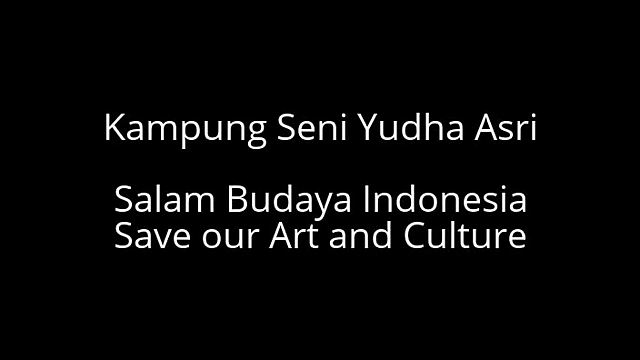 Kampung Seni Yudha Asri
Salam Budaya Indonesia
Save our Art and Culture